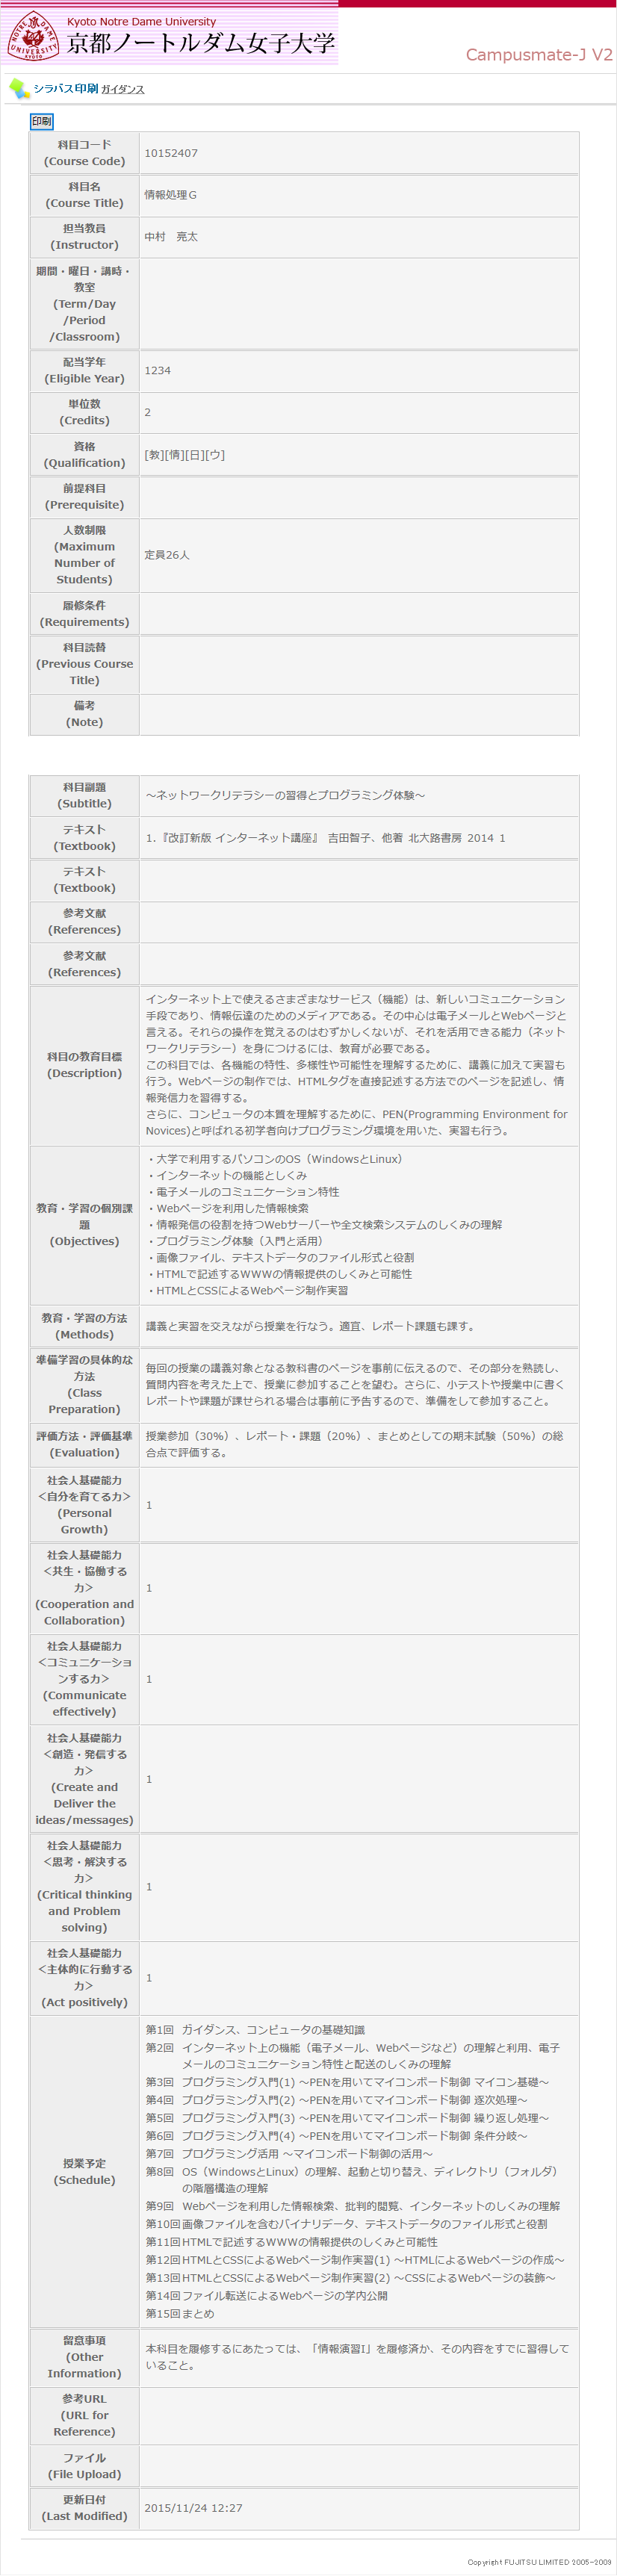 Kyoto Notre Dame University
京都ノートルダム女子大学
Campusmate-J V2
シラバス印刷 ガイダンス
印刷
科目コード
(Course Code)
10152407
科目名
(Course Title)
情報処理Ｇ
担当教員
(Instructor)
中村　亮太
期間・曜日・講時・
教室
(Term/Day
/Period
/Classroom)
配当学年
(Eligible Year)
1234
単位数
(Credits)
2
資格
(Qualification)
[教][情][日][ウ]
前提科目
(Prerequisite)
人数制限
(Maximum
Number of
Students)
定員26人
履修条件
(Requirements)
科目読替
(Previous Course
Title)
備考
(Note)
科目副題
(Subtitle)
～ネットワークリテラシーの習得とプログラミング体験～
テキスト
(Textbook)
1.『改訂新版 インターネット講座』 吉田智子、他著 北大路書房 2014 1
テキスト
(Textbook)
参考文献
(References)
参考文献
(References)
科目の教育目標
(Description)
インターネット上で使えるさまざまなサービス（機能）は、新しいコミュニケーション
手段であり、情報伝達のためのメディアである。その中心は電子メールとWebページと
言える。それらの操作を覚えるのはむずかしくないが、それを活用できる能力（ネット
ワークリテラシー）を身につけるには、教育が必要である。
この科目では、各機能の特性、多様性や可能性を理解するために、講義に加えて実習も
行う。Webページの制作では、HTMLタグを直接記述する方法でのページを記述し、情
報発信力を習得する。
さらに、コンピュータの本質を理解するために、PEN(Programming Environment for
Novices)と呼ばれる初学者向けプログラミング環境を用いた、実習も行う。
教育・学習の個別課
題
(Objectives)
・大学で利用するパソコンのOS（WindowsとLinux）
・インターネットの機能としくみ
・電子メールのコミュニケーション特性
・Webページを利用した情報検索
・情報発信の役割を持つWebサーバーや全文検索システムのしくみの理解
・プログラミング体験（入門と活用）
・画像ファイル、テキストデータのファイル形式と役割
・HTMLで記述するWWWの情報提供のしくみと可能性
・HTMLとCSSによるWebページ制作実習
教育・学習の方法
(Methods)
講義と実習を交えながら授業を行なう。適宜、レポート課題も課す。
準備学習の具体的な
方法
(Class
Preparation)
毎回の授業の講義対象となる教科書のページを事前に伝えるので、その部分を熟読し、
質問内容を考えた上で、授業に参加することを望む。さらに、小テストや授業中に書く
レポートや課題が課せられる場合は事前に予告するので、準備をして参加すること。
評価方法・評価基準
(Evaluation)
授業参加（30%）、レポート・課題（20%）、まとめとしての期末試験（50%）の総
合点で評価する。
社会人基礎能力
＜自分を育てる力＞
(Personal
Growth)
1
社会人基礎能力
＜共生・協働する
力＞
(Cooperation and
Collaboration)
1
社会人基礎能力
＜コミュニケーショ
ンする力＞
(Communicate
effectively)
1
社会人基礎能力
＜創造・発信する
力＞
(Create and
Deliver the
ideas/messages)
1
社会人基礎能力
＜思考・解決する
力＞
(Critical thinking
and Problem
solving)
1
社会人基礎能力
＜主体的に行動する
力＞
(Act positively)
1
授業予定
(Schedule)
第1回 ガイダンス、コンピュータの基礎知識
第2回 インターネット上の機能（電子メール、Webページなど）の理解と利用、電子
メールのコミュニケーション特性と配送のしくみの理解
第3回 プログラミング入門(1) ～PENを用いてマイコンボード制御 マイコン基礎～
第4回 プログラミング入門(2) ～PENを用いてマイコンボード制御 逐次処理～
第5回 プログラミング入門(3) ～PENを用いてマイコンボード制御 繰り返し処理～
第6回 プログラミング入門(4) ～PENを用いてマイコンボード制御 条件分岐～
第7回 プログラミング活用 ～マイコンボード制御の活用～
第8回 OS（WindowsとLinux）の理解、起動と切り替え、ディレクトリ（フォルダ）
の階層構造の理解
第9回 Webページを利用した情報検索、批判的閲覧、インターネットのしくみの理解
第10回 画像ファイルを含むバイナリデータ、テキストデータのファイル形式と役割
第11回 HTMLで記述するWWWの情報提供のしくみと可能性
第12回 HTMLとCSSによるWebページ制作実習(1) ～HTMLによるWebページの作成～
第13回 HTMLとCSSによるWebページ制作実習(2) ～CSSによるWebページの装飾～
第14回 ファイル転送によるWebページの学内公開
第15回 まとめ
留意事項
(Other
Information)
本科目を履修するにあたっては、「情報演習I」を履修済か、その内容をすでに習得して
いること。
参考URL
(URL for
Reference)
ファイル
(File Upload)
更新日付
(Last Modified)
2015/11/24 12:27
Copyright FUJITSU LIMITED 2005-2009